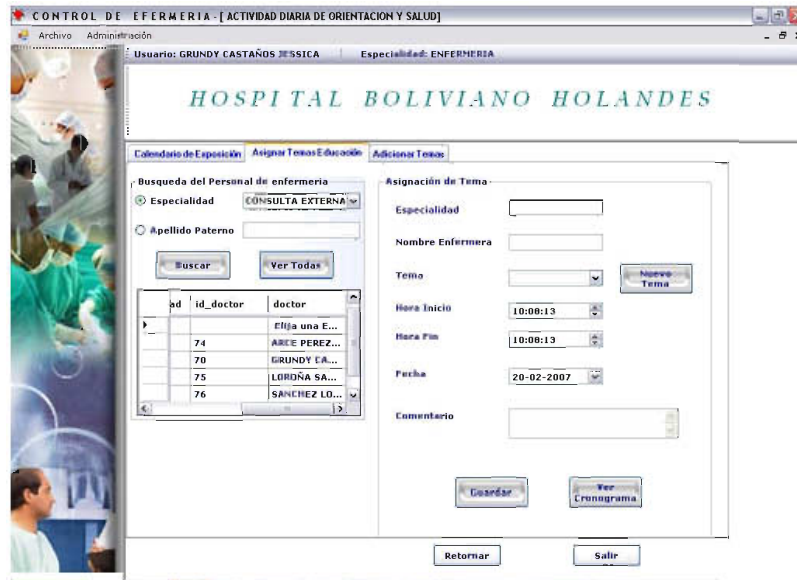 CONTROL DE EFERMERIA - [ ACTIVIDAD DIARIA DE ORIENTACION Y SALUD]
Archivo Administración
Usuario: GRUNDY CASTAÑOS JESSICA Especialidad: ENFERMERIA
HOSPITAL BOLIVIANO HOLANDES
Calendario de Exposición Asignar Temas Educación Adicionar Temas
Busqueda del Personal de enfermeria
Especialidad CONSULTA EXTERNA
Apellido Paterno
Buscar Ver Todas
ad id_doctor doctor
Elija una E...
74 ARCE PEREZ...
70 GRUNDY CA...
75 LOROÑA SA...
76 SANCHEZ LO...
Asignación de Tema
Especialidad
Nombre Enfermera
Tema Nuevo Tema
Hora Inicio 10:08:13
Hora Fin 10:08:13
Fecha 20-02-2007
Comentario
Guardar Ver Cronograma
Retornar Salir